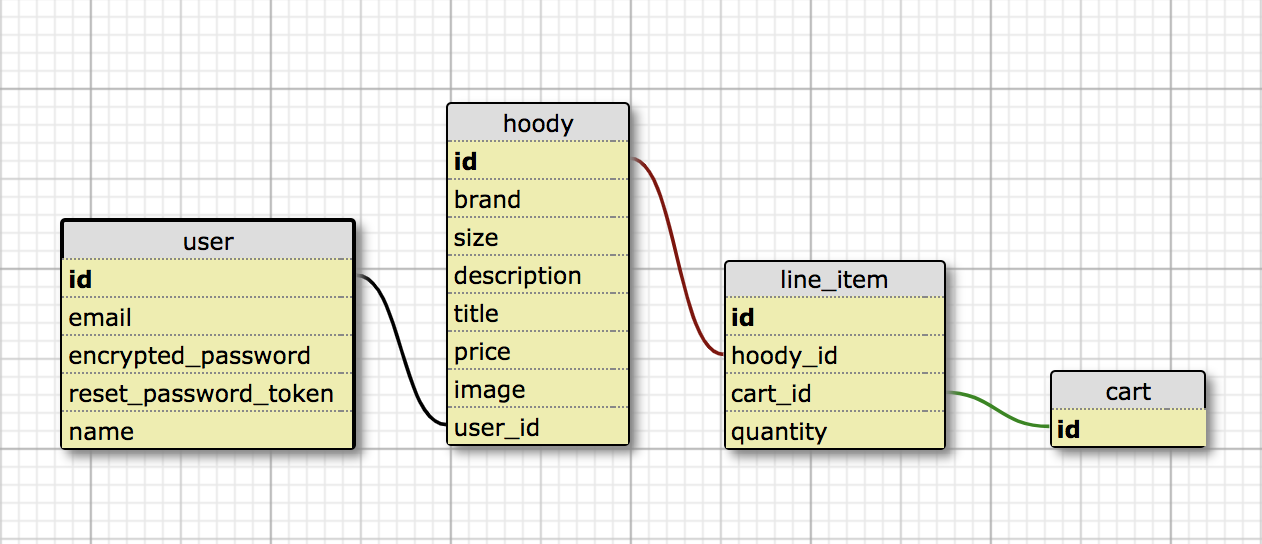 user
id
email
encrypted_password
reset_password_token
name
hoody
id
brand
size
description
title
price
image
user_id
line_item
id
hoody_id
cart_id
quantity
cart
id